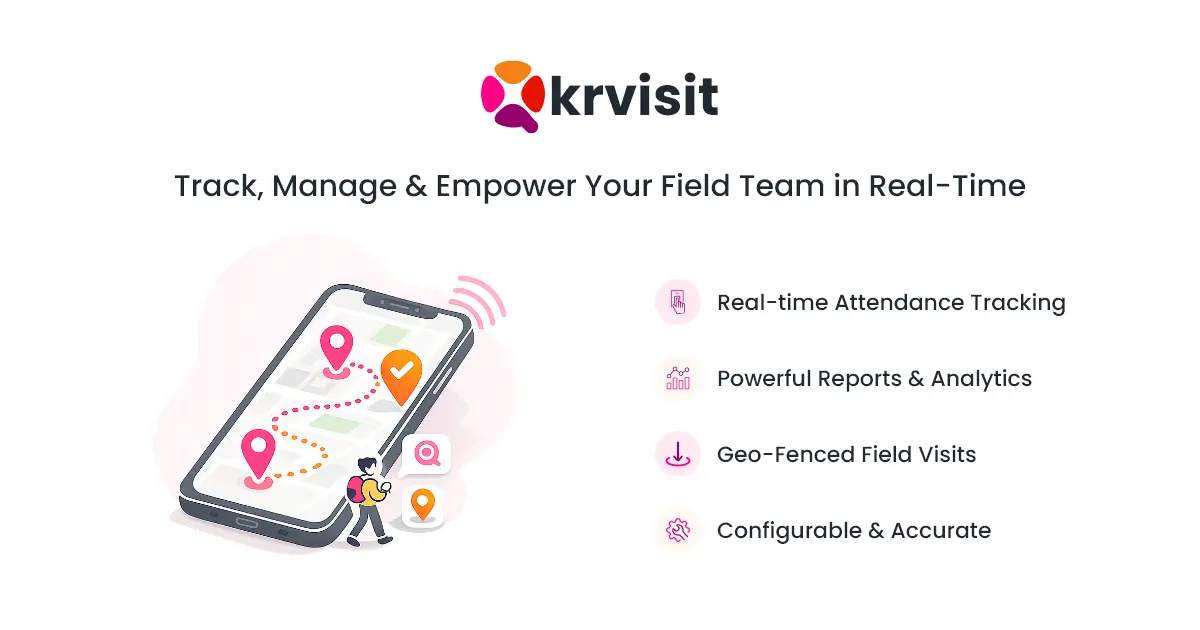 krvisit
Track, Manage & Empower Your Field Team in Real-Time
Real-time Attendance Tracking
Powerful Reports & Analytics
Geo-Fenced Field Visits
Configurable & Accurate